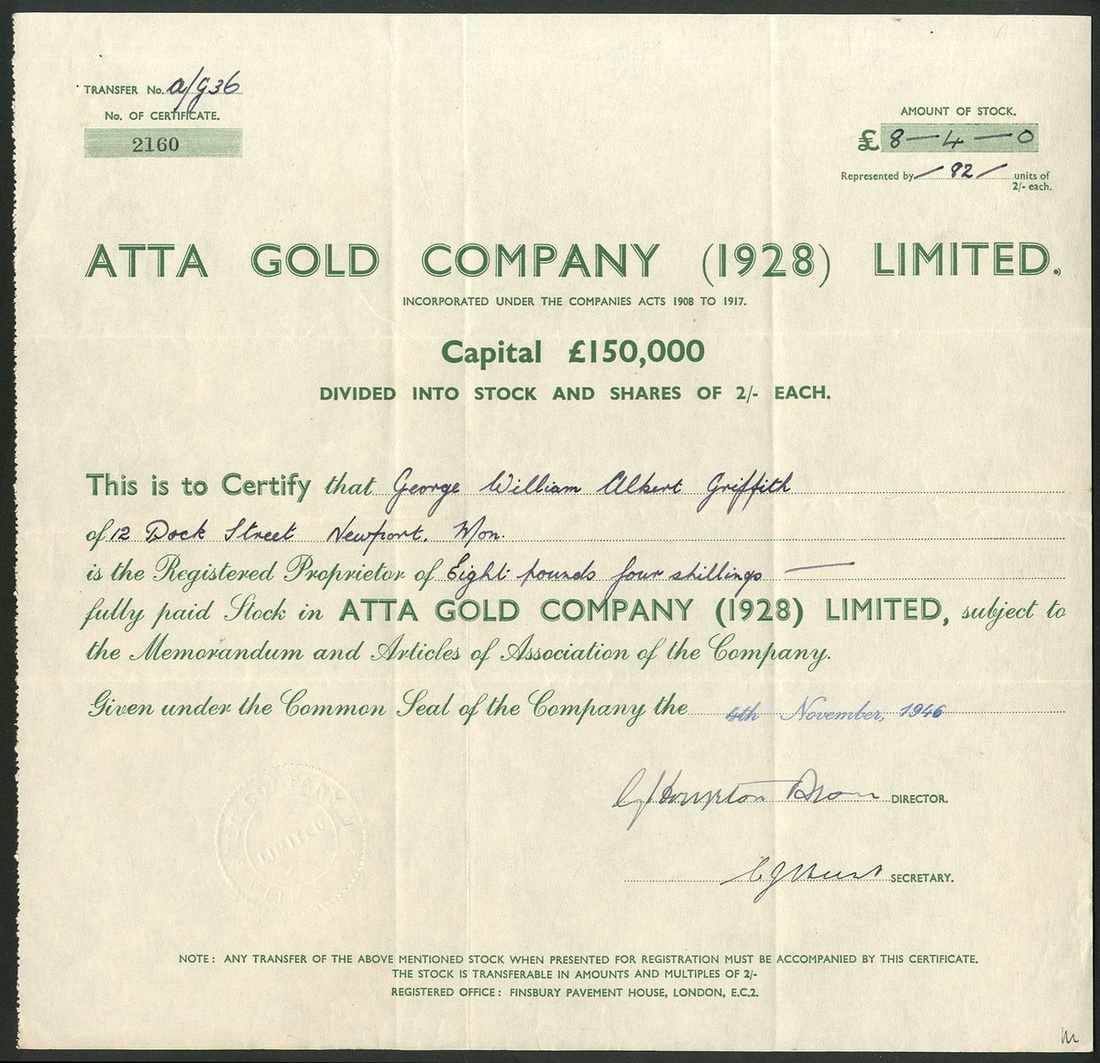 TRANSFER No. a/g36
No. OF CERTIFICATE.
2160
AMOUNT OF STOCK.
£ 8 — 4 — 0
Represented by / 82 / units of
2/- each.
ATTA GOLD COMPANY (1928) LIMITED.
INCORPORATED UNDER THE COMPANIES ACTS 1908 TO 1917.
Capital £150,000
DIVIDED INTO STOCK AND SHARES OF 2/- EACH.
This is to Certify that George William Albert Griffith
of 12 Dock Street Newport. Mon.
is the Registered Proprietor of Eight pounds four shillings —
fully paid Stock in ATTA GOLD COMPANY (1928) LIMITED, subject to
the Memorandum and Articles of Association of the Company.
Given under the Common Seal of the Company the November, 1946
DIRECTOR.
SECRETARY.
COMPANY
LIMITED
NOTE: ANY TRANSFER OF THE ABOVE MENTIONED STOCK WHEN PRESENTED FOR REGISTRATION MUST BE ACCOMPANIED BY THIS CERTIFICATE.
THE STOCK IS TRANSFERABLE IN AMOUNTS AND MULTIPLES OF 2/-
REGISTERED OFFICE: FINSBURY PAVEMENT HOUSE, LONDON, E.C.2.